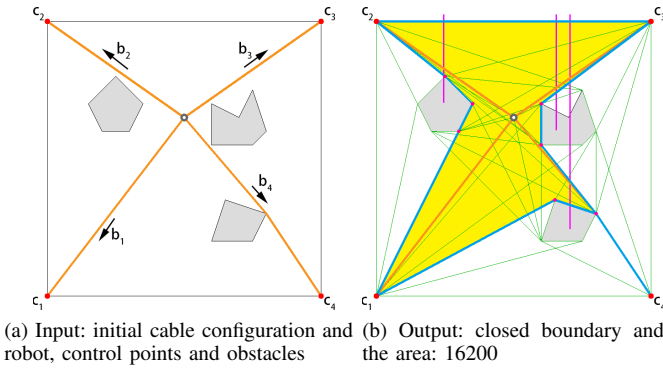 c2
c3
b2
b3
b4
b1
c1
c4
c2
c3
c1
c4
(a) Input: initial cable configuration and
robot, control points and obstacles
(b) Output: closed boundary and
the area: 16200